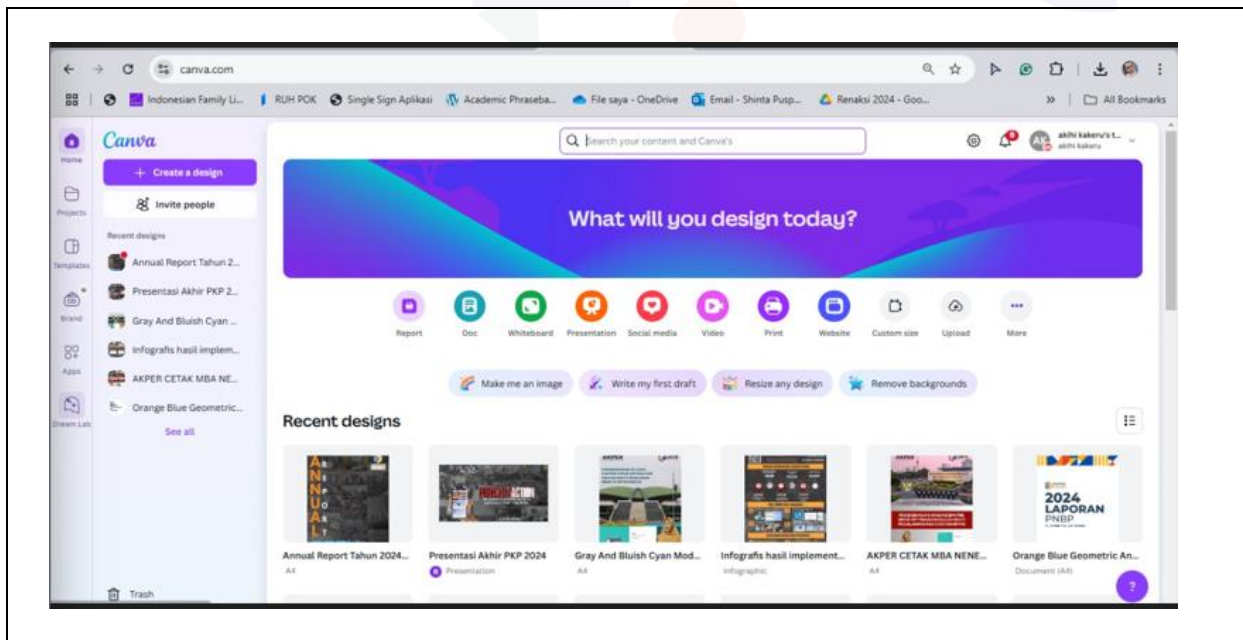 canva.com
Indonesian Family Li...
RUH POK
Single Sign Aplikasi
Academic Phraseba...
File saya - OneDrive
Email - Shinta Pusp...
Renaksi 2024 - Goo...
All Bookmarks
Home
Projects
Templates
Brand
Apps
Dream Lab
Canva
+ Create a design
Invite people
Recent designs
Annual Report Tahun 2...
Presentasi Akhir PKP 2...
Gray And Bluish Cyan ...
Infografis hasil implem...
AKPER CETAK MBA NE...
Orange Blue Geometric...
See all
Trash
Search your content and Canva's
AK
akihi kakeru's t...
akihi kakeru
What will you design today?
Report
Doc
Whiteboard
Presentation
Social media
Video
Print
Website
Custom size
Upload
More
Make me an image
Write my first draft
Resize any design
Remove backgrounds
Recent designs
ANNUAL
AKPER
2024
LAPORAN
PNBP
Annual Report Tahun 2024...
A4
Presentasi Akhir PKP 2024
Presentation
Gray And Bluish Cyan Mod...
A4
Infografis hasil implement...
Infographic
AKPER CETAK MBA NENE...
A4
Orange Blue Geometric An...
Document (A4)
?